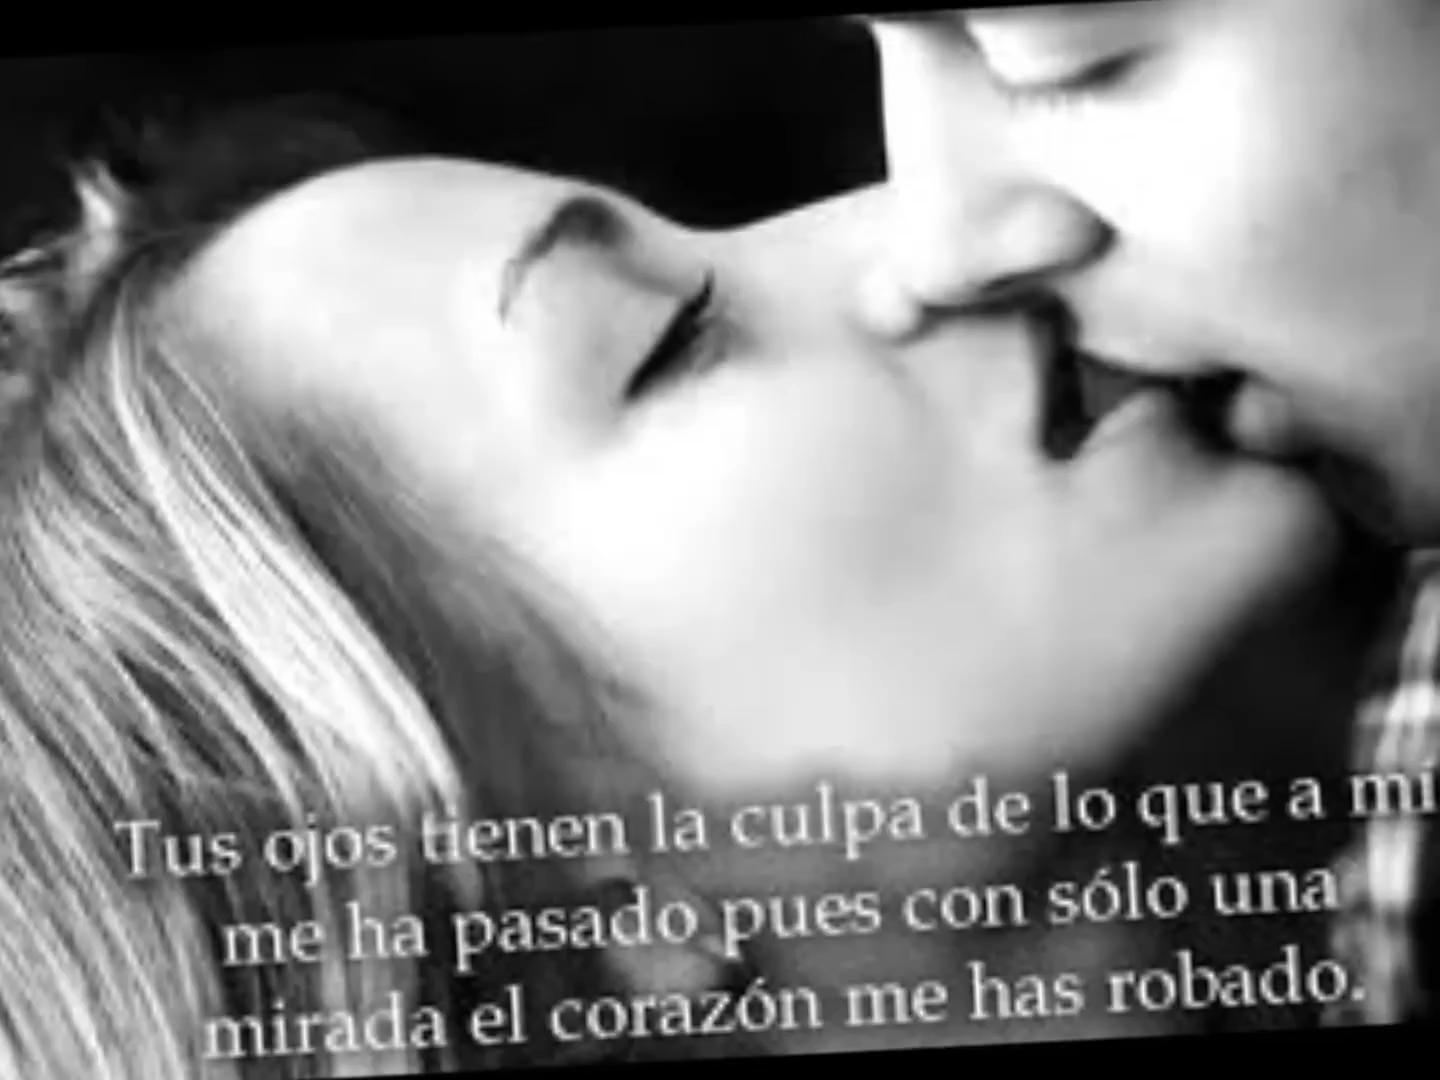 Tus ojos tienen la culpa de lo que a mi
me ha pasado pues con sólo una
mirada el corazón me has robado.